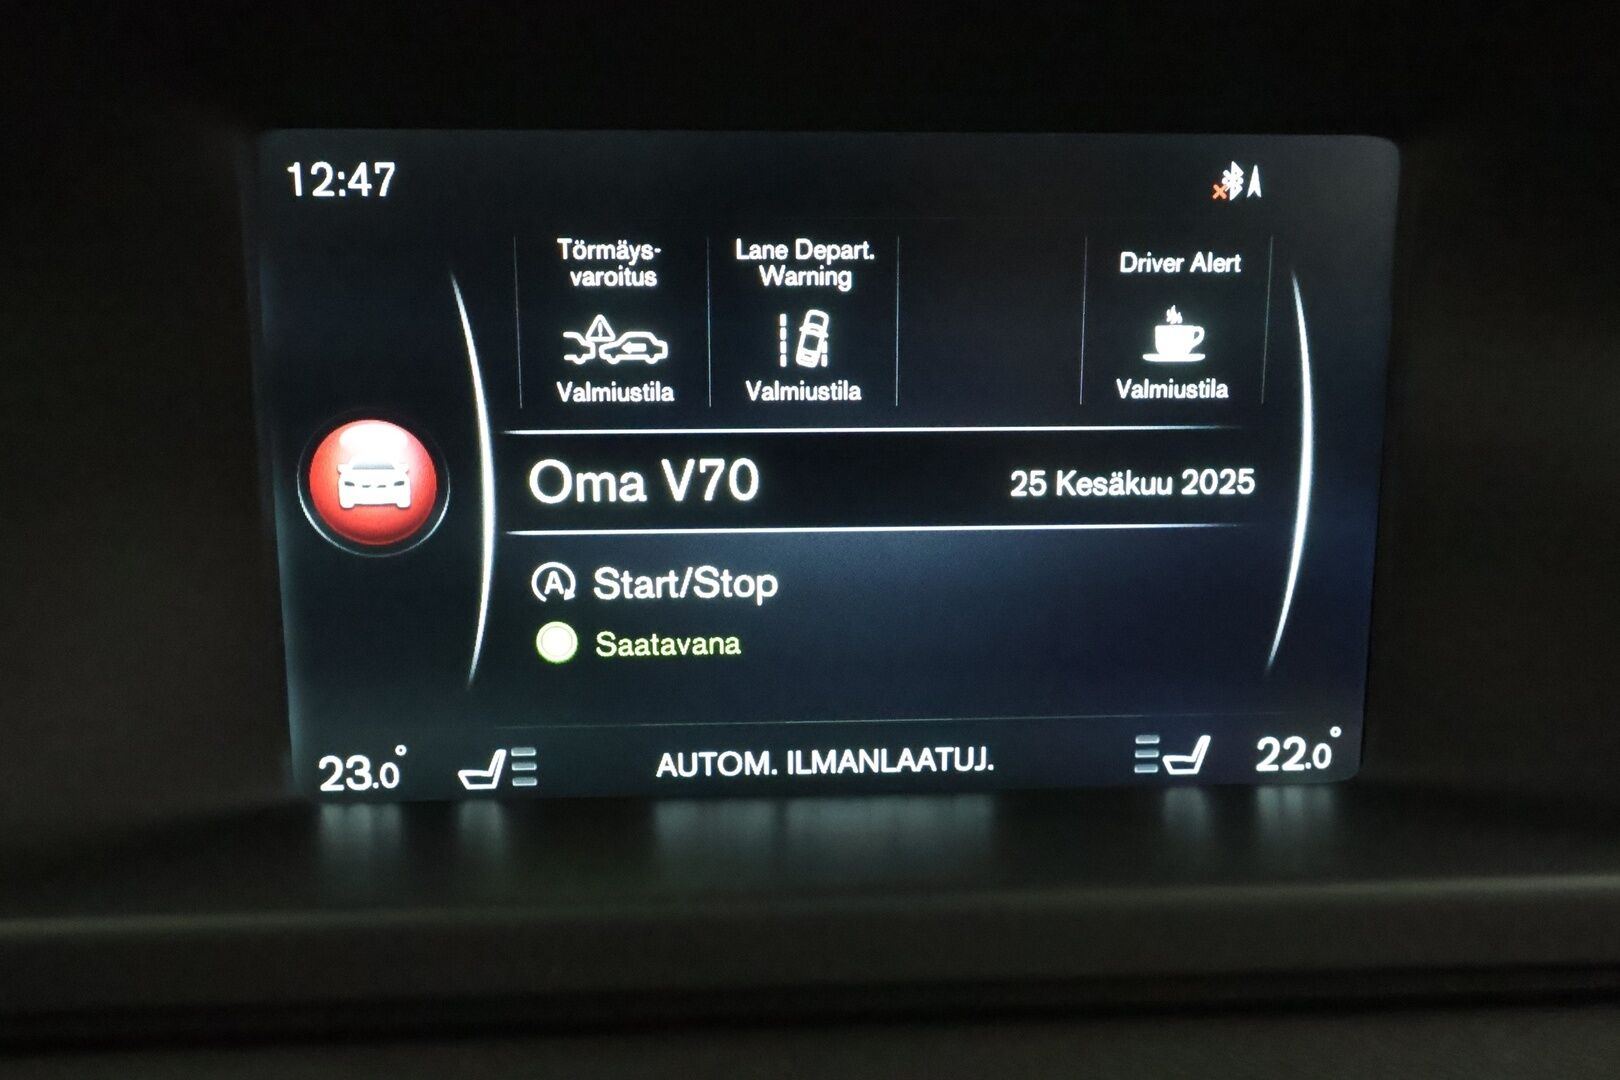 12:47
Törmäys-
varoitus
Valmiustila
Lane Depart.
Warning
Valmiustila
Driver Alert
Valmiustila
Oma V70
25 Kesäkuu 2025
A
Start/Stop
Saatavana
23.0°
AUTOM. ILMANLAATUJ.
22.0°